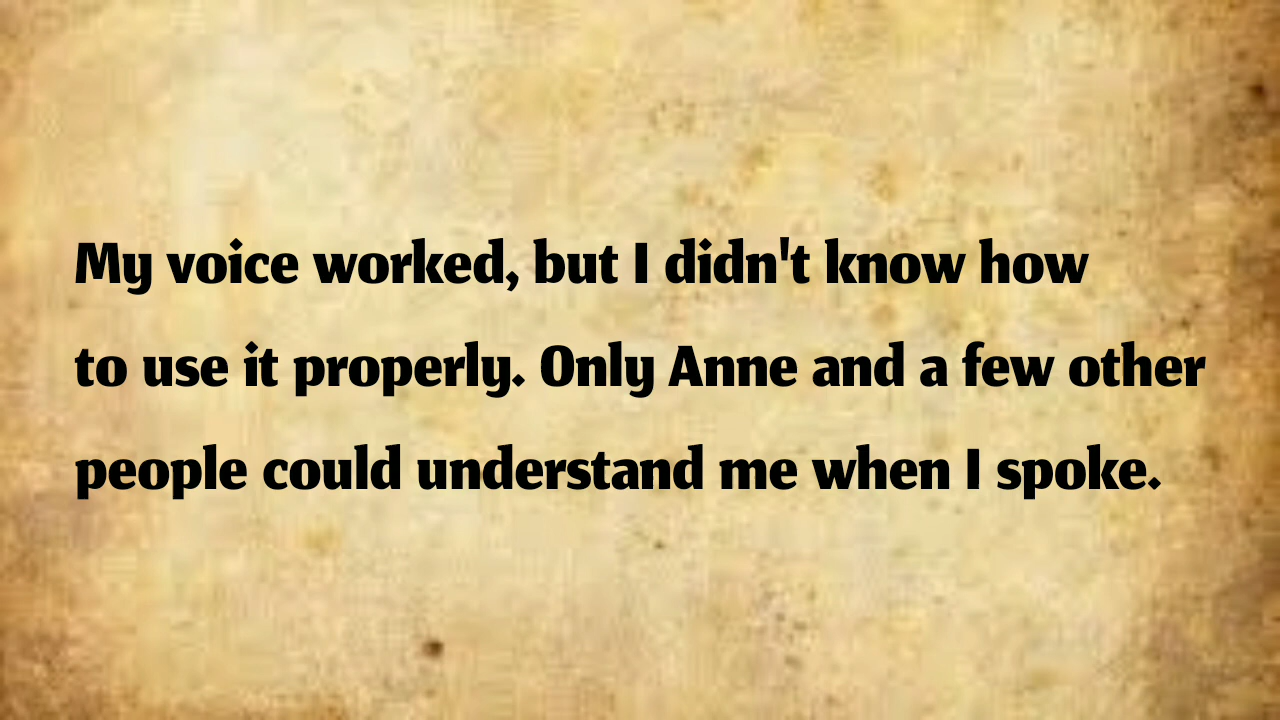 My voice worked, but I didn't know how
to use it properly. Only Anne and a few other
people could understand me when I spoke.